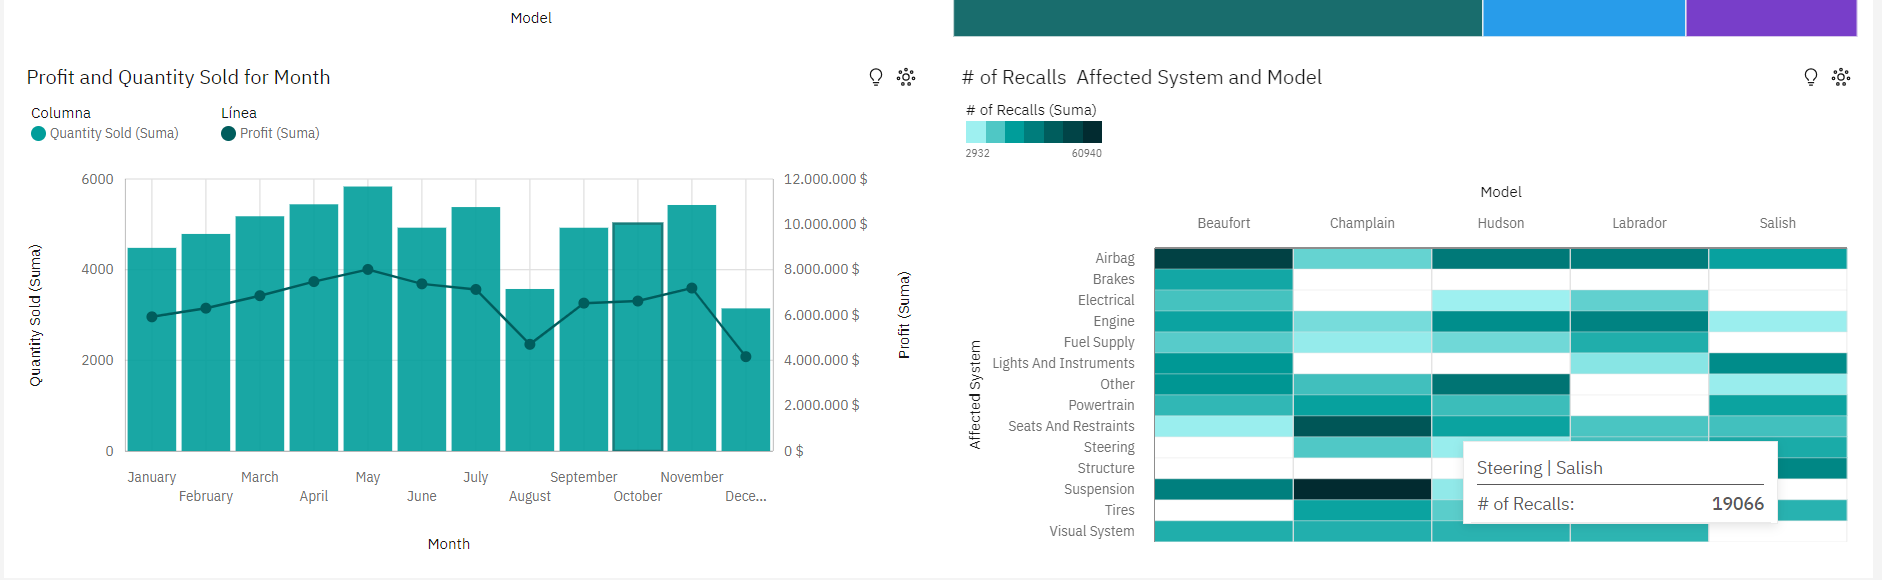 Model
Profit and Quantity Sold for Month
Columna
Línea
Quantity Sold (Suma)
Profit (Suma)
Quantity Sold (Suma)
6000
4000
2000
0
12.000.000 $
10.000.000 $
8.000.000 $
6.000.000 $
4.000.000 $
2.000.000 $
0 $
Profit (Suma)
January
February
March
April
May
June
July
August
September
October
November
Dece...
Month
# of Recalls Affected System and Model
# of Recalls (Suma)
2932
60940
Model
Beaufort
Champlain
Hudson
Labrador
Salish
Affected System
Airbag
Brakes
Electrical
Engine
Fuel Supply
Lights And Instruments
Other
Powertrain
Seats And Restraints
Steering
Structure
Suspension
Tires
Visual System
Steering | Salish
# of Recalls: 19066